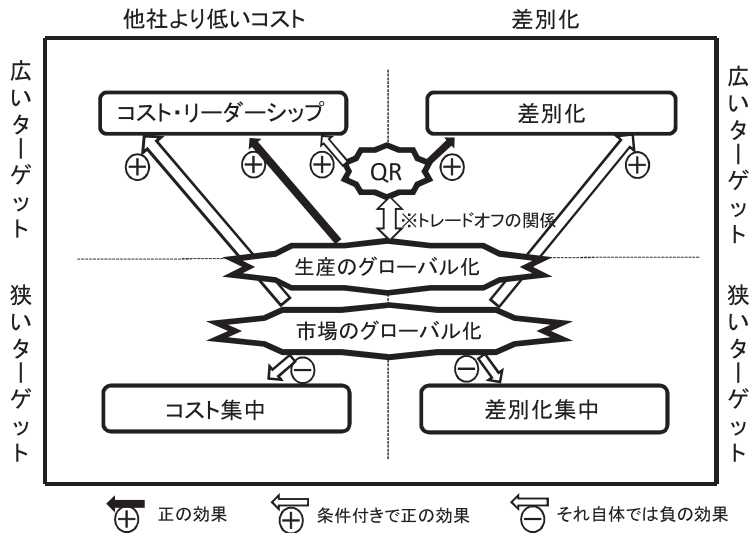 他社より低いコスト
差別化
広いターゲット
広いターゲット
コスト・リーダーシップ
差別化
+
+
+
QR
+
+
※トレードオフの関係
生産のグローバル化
狭いターゲット
狭いターゲット
市場のグローバル化
−
−
コスト集中
差別化集中
+
正の効果
+
条件付きで正の効果
−
それ自体では負の効果